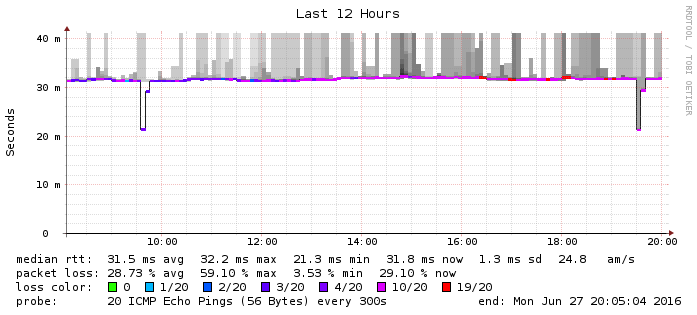 Last 12 Hours
RRDTOOL / TOBI OETIKER
Seconds
40 m
30 m
20 m
10 m
0
10:00 12:00 14:00 16:00 18:00 20:00
median rtt: 31.5 ms avg 32.2 ms max 21.3 ms min 31.8 ms now 1.3 ms sd 24.8 am/s
packet loss: 28.73 % avg 59.10 % max 3.53 % min 29.10 % now
loss color: 0 1/20 2/20 3/20 4/20 10/20 19/20
probe: 20 ICMP Echo Pings (56 Bytes) every 300s end: Mon Jun 27 20:05:04 2016